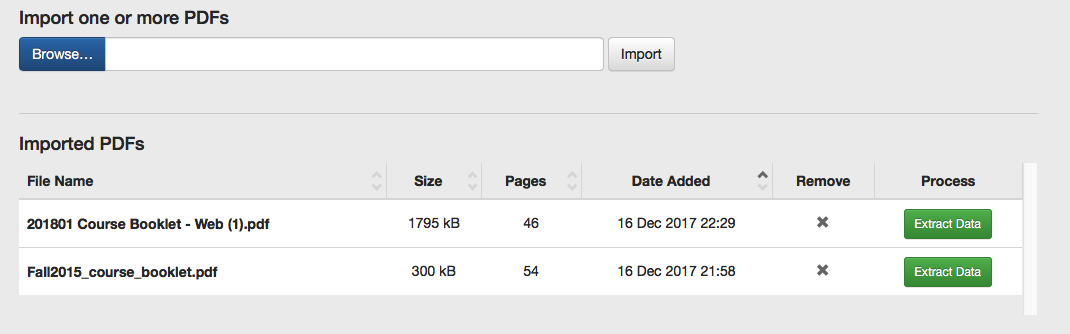 Import one or more PDFs
Browse... Import
Imported PDFs
File Name Size Pages Date Added Remove Process
201801 Course Booklet - Web (1).pdf 1795 kB 46 16 Dec 2017 22:29 Extract Data
Fall2015_course_booklet.pdf 300 kB 54 16 Dec 2017 21:58 Extract Data